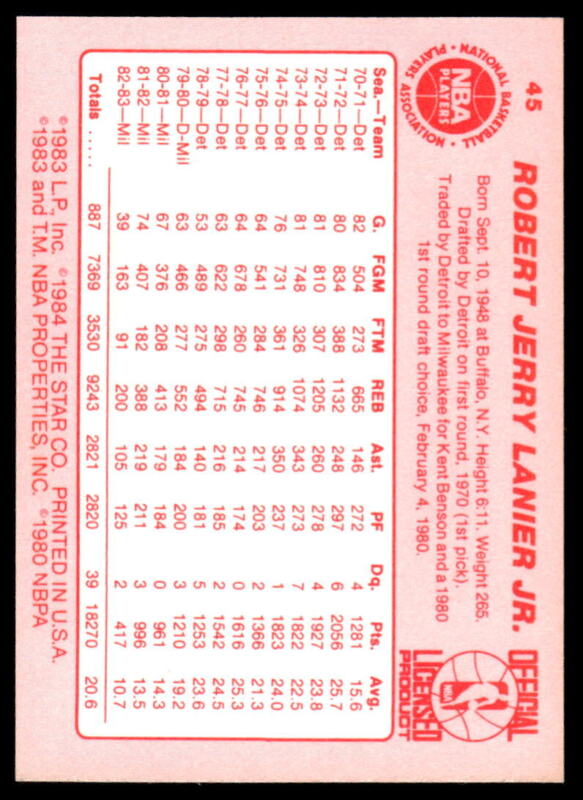 45
ROBERT JERRY LANIER JR.
NATIONAL BASKETBALL
PLAYERS ASSOCIATION
NBA
PLAYERS
Born Sept. 10, 1948 at Buffalo, N.Y. Height 6:11. Weight 265.
Drafted by Detroit on first round, 1970 (1st pick).
Traded by Detroit to Milwaukee for Kent Benson and a 1980
1st round draft choice, February 4, 1980.
OFFICIAL
NBA
LICENSED
PRODUCT
Sea.—Team G. FGM FTM REB Ast. PF Dq. Pts. Avg.
70-71—Det 82 504 273 665 146 272 4 1281 15.6
71-72—Det 80 834 388 1132 248 297 6 2056 25.7
72-73—Det 81 810 307 1205 260 278 4 1927 23.8
73-74—Det 81 748 326 1074 343 273 7 1822 22.5
74-75—Det 76 731 361 914 350 237 1 1823 24.0
75-76—Det 64 541 284 746 217 203 2 1366 21.3
76-77—Det 64 678 260 745 214 174 0 1616 25.3
77-78—Det 63 622 298 715 216 185 2 1542 24.5
78-79—Det 53 489 275 494 140 181 5 1253 23.6
79-80—D-Mil 63 466 277 552 184 200 3 1210 19.2
80-81—Mil 67 376 208 413 179 184 0 961 14.3
81-82—Mil 74 407 182 388 219 211 3 996 13.5
82-83—Mil 39 163 91 200 105 125 2 417 10.7
Totals ..... 887 7369 3530 9243 2821 2820 39 18270 20.6
©1983 L.P., Inc. ©1984 THE STAR CO. PRINTED IN U.S.A.
©1983 and T.M. NBA PROPERTIES, INC. ©1980 NBPA